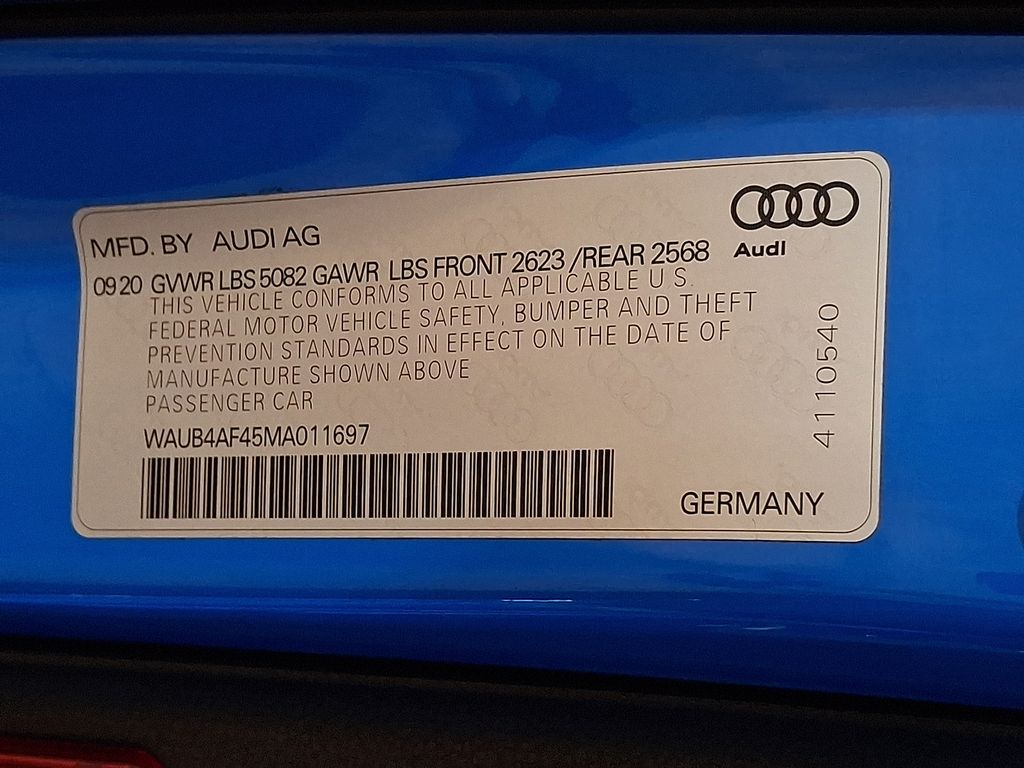 MFD. BY AUDI AG
Audi
09 20 GVWR LBS 5082 GAWR LBS FRONT 2623 /REAR 2568
THIS VEHICLE CONFORMS TO ALL APPLICABLE U S.
FEDERAL MOTOR VEHICLE SAFETY, BUMPER AND THEFT
PREVENTION STANDARDS IN EFFECT ON THE DATE OF
MANUFACTURE SHOWN ABOVE
PASSENGER CAR
WAUB4AF45MA011697
GERMANY
4110540